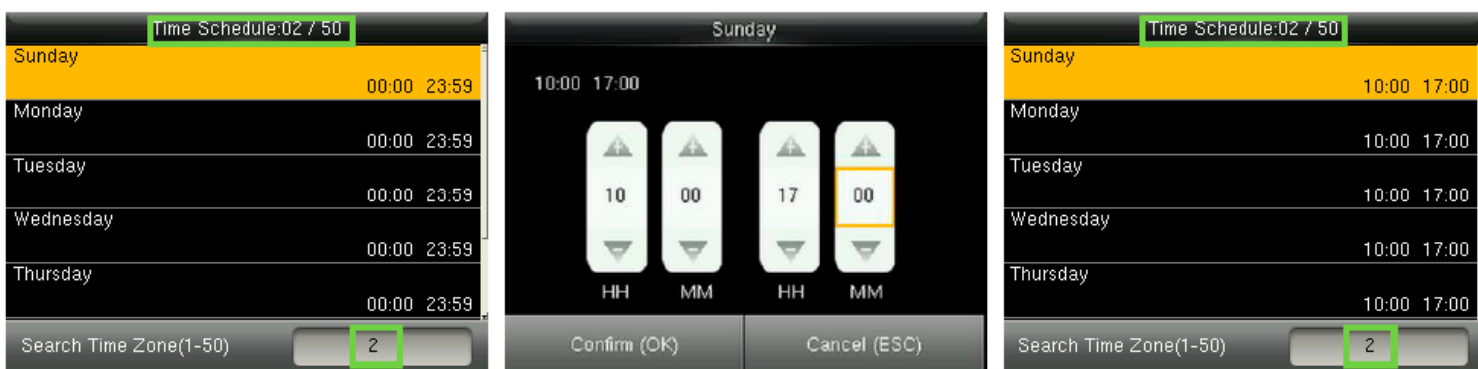 Time Schedule:02 / 50
Sunday
00:00 23:59
Monday
00:00 23:59
Tuesday
00:00 23:59
Wednesday
00:00 23:59
Thursday
00:00 23:59
Search Time Zone(1-50) 2
Sunday
10:00 17:00
10 00 17 00
HH MM HH MM
Confirm (OK) Cancel (ESC)
Time Schedule:02 / 50
Sunday
10:00 17:00
Monday
10:00 17:00
Tuesday
10:00 17:00
Wednesday
10:00 17:00
Thursday
10:00 17:00
Search Time Zone(1-50) 2